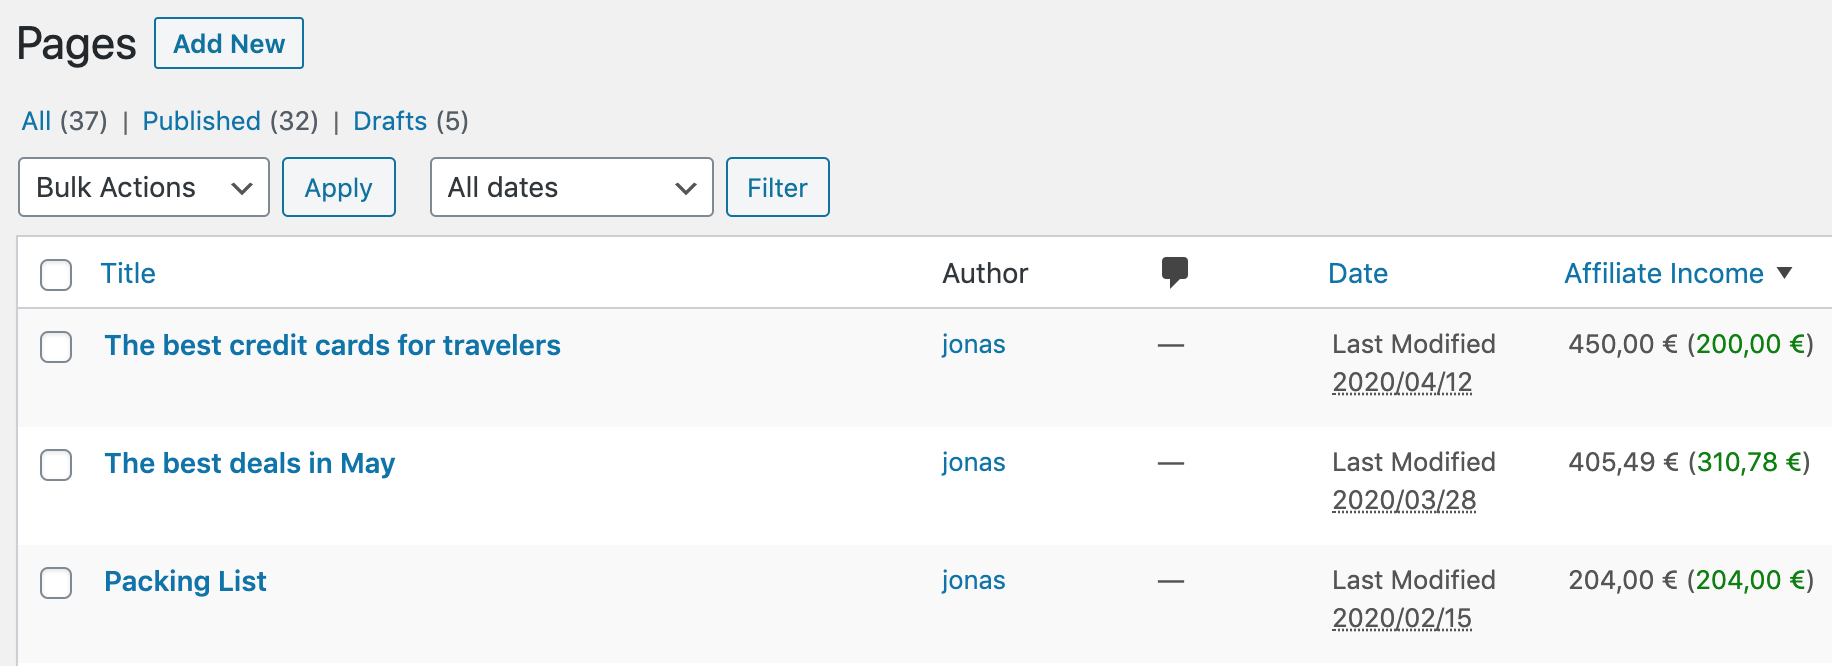 Pages Add New
All (37) | Published (32) | Drafts (5)
Bulk Actions Apply All dates Filter
Title Author Date Affiliate Income
The best credit cards for travelers jonas — Last Modified 450,00 € (200,00 €)
2020/04/12
The best deals in May jonas — Last Modified 405,49 € (310,78 €)
2020/03/28
Packing List jonas — Last Modified 204,00 € (204,00 €)
2020/02/15